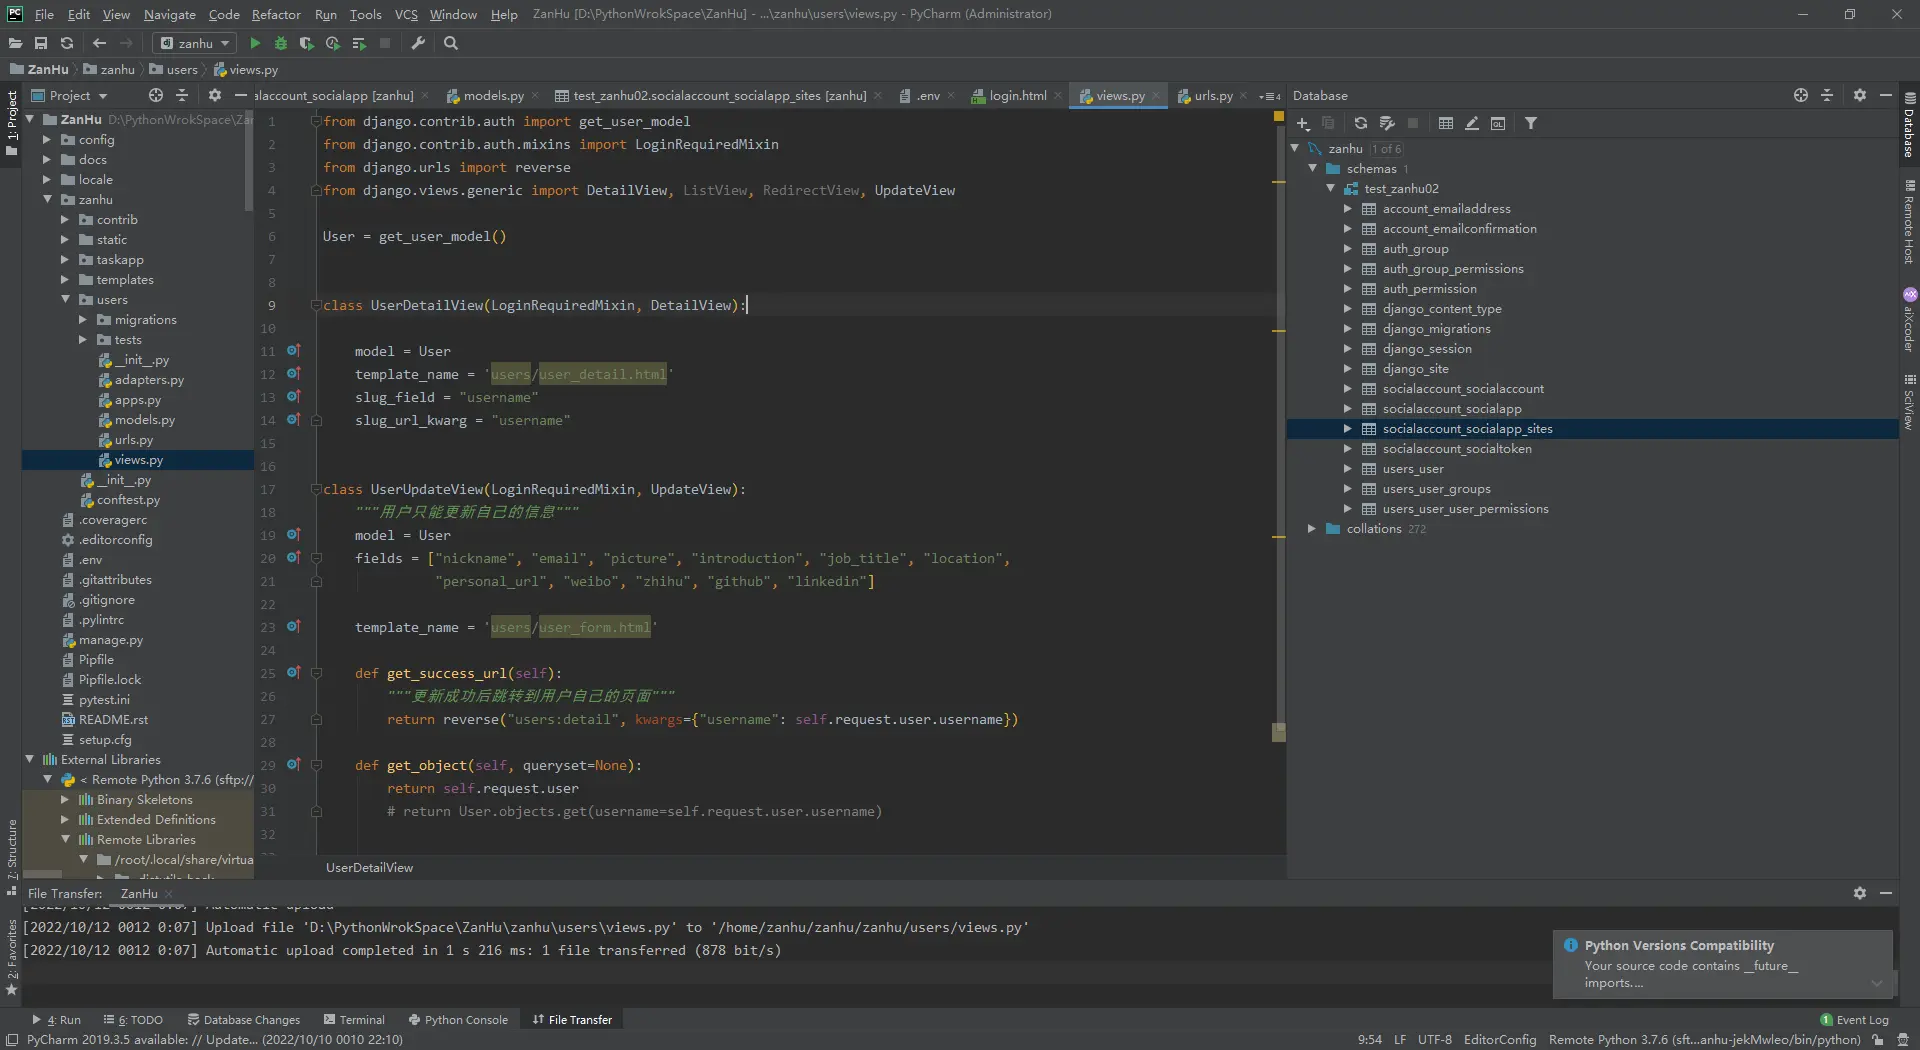 File Edit View Navigate Code Refactor Run Tools VCS Window Help ZanHu [D:\PythonWrokSpace\ZanHu] - ...\zanhu\users\views.py - PyCharm (Administrator)
zanhu
ZanHu zanhu users views.py
Project
alaccount_socialapp [zanhu] models.py test_zanhu02.socialaccount_socialapp_sites [zanhu] .env login.html views.py urls.py
Database
1: Project
ZanHu D:\PythonWrokSpace\Zan
config
docs
locale
zanhu
contrib
static
taskapp
templates
users
migrations
tests
__init__.py
adapters.py
apps.py
models.py
urls.py
views.py
__init__.py
conftest.py
.coveragerc
.editorconfig
.env
.gitattributes
.gitignore
.pylintrc
manage.py
Pipfile
Pipfile.lock
pytest.ini
README.rst
setup.cfg
External Libraries
< Remote Python 3.7.6 (sftp://
Binary Skeletons
Extended Definitions
Remote Libraries
/root/.local/share/virtua
7: Structure
2: Favorites
1 from django.contrib.auth import get_user_model
2 from django.contrib.auth.mixins import LoginRequiredMixin
3 from django.urls import reverse
4 from django.views.generic import DetailView, ListView, RedirectView, UpdateView
5
6 User = get_user_model()
7
8
9 class UserDetailView(LoginRequiredMixin, DetailView):
10
11 model = User
12 template_name = 'users/user_detail.html'
13 slug_field = "username"
14 slug_url_kwarg = "username"
15
16
17 class UserUpdateView(LoginRequiredMixin, UpdateView):
18 """用户只能更新自己的信息"""
19 model = User
20 fields = ["nickname", "email", "picture", "introduction", "job_title", "location",
21 "personal_url", "weibo", "zhihu", "github", "linkedin"]
22
23 template_name = 'users/user_form.html'
24
25 def get_success_url(self):
26 """更新成功后跳转到用户自己的页面"""
27 return reverse("users:detail", kwargs={"username": self.request.user.username})
28
29 def get_object(self, queryset=None):
30 return self.request.user
31 # return User.objects.get(username=self.request.user.username)
32
UserDetailView
zanhu 1 of 6
schemas 1
test_zanhu02
account_emailaddress
account_emailconfirmation
auth_group
auth_group_permissions
auth_permission
django_content_type
django_migrations
django_session
django_site
socialaccount_socialaccount
socialaccount_socialapp
socialaccount_socialapp_sites
socialaccount_socialtoken
users_user
users_user_groups
users_user_user_permissions
collations 272
Database
Remote Host
aiXcoder
SciView
File Transfer: ZanHu
[2022/10/12 0012 0:07] Automatic upload
[2022/10/12 0012 0:07] Upload file 'D:\PythonWrokSpace\ZanHu\zanhu\users\views.py' to '/home/zanhu/zanhu/zanhu/users/views.py'
[2022/10/12 0012 0:07] Automatic upload completed in 1 s 216 ms: 1 file transferred (878 bit/s)
Python Versions Compatibility
Your source code contains __future__
imports....
4: Run 6: TODO Database Changes Terminal Python Console File Transfer 1 Event Log
PyCharm 2019.3.5 available: // Update... (2022/10/10 0010 22:10) 9:54 LF UTF-8 EditorConfig Remote Python 3.7.6 (sft...anhu-jekMwleo/bin/python)